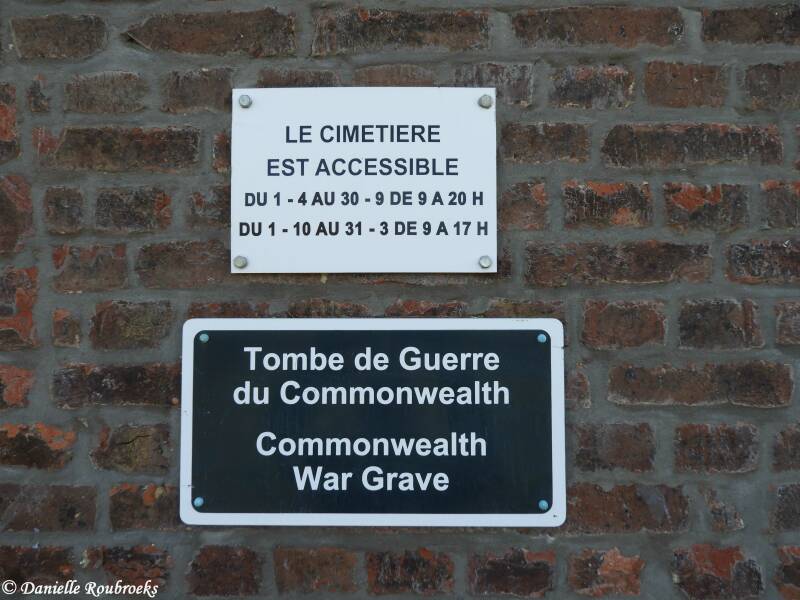 LE CIMETIERE
EST ACCESSIBLE
DU 1 - 4 AU 30 - 9 DE 9 A 20 H
DU 1 - 10 AU 31 - 3 DE 9 A 17 H
Tombe de Guerre
du Commonwealth
Commonwealth
War Grave
© Danielle Roubroeks